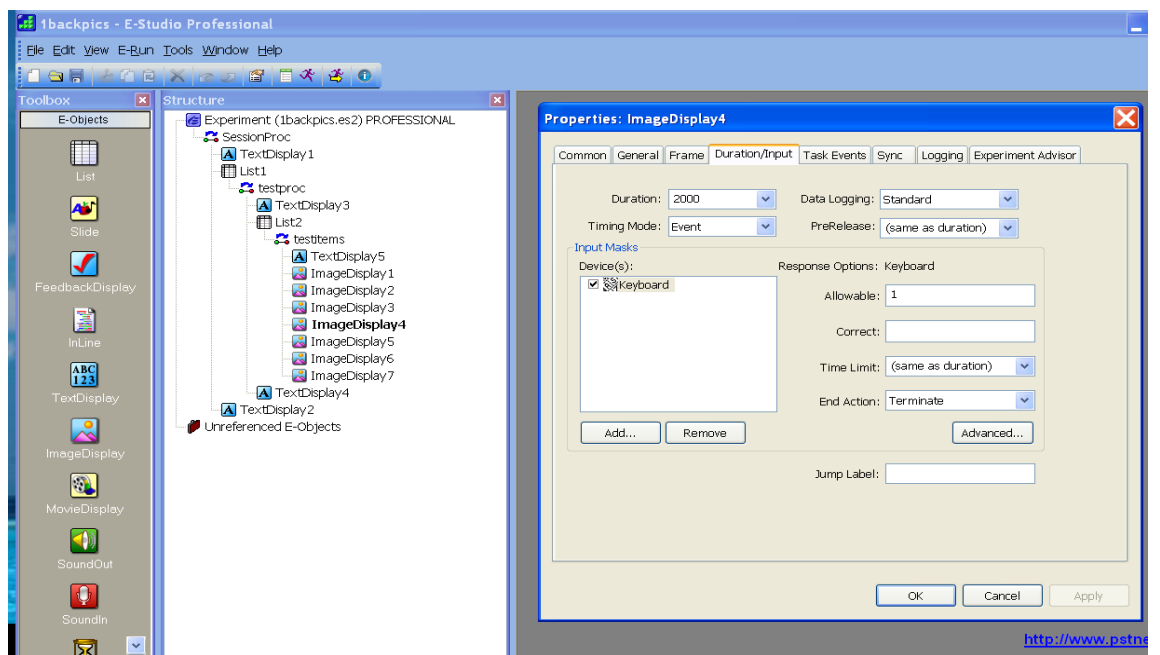 1backpics - E-Studio Professional
File Edit View E-Run Tools Window Help
Toolbox
E-Objects
List
Slide
FeedbackDisplay
InLine
ABC
123
TextDisplay
ImageDisplay
MovieDisplay
SoundOut
SoundIn
Structure
Experiment (1backpics.es2) PROFESSIONAL
SessionProc
A TextDisplay1
List1
testproc
A TextDisplay3
List2
testitems
A TextDisplay5
ImageDisplay1
ImageDisplay2
ImageDisplay3
ImageDisplay4
ImageDisplay5
ImageDisplay6
ImageDisplay7
A TextDisplay4
A TextDisplay2
Unreferenced E-Objects
Properties: ImageDisplay4
Common General Frame Duration/Input Task Events Sync Logging Experiment Advisor
Duration: 2000 Data Logging: Standard
Timing Mode: Event PreRelease: (same as duration)
Input Masks
Device(s): Response Options: Keyboard
Keyboard
Allowable: 1
Correct:
Time Limit: (same as duration)
End Action: Terminate
Add... Remove Advanced...
Jump Label:
OK Cancel Apply
http://www.pstne